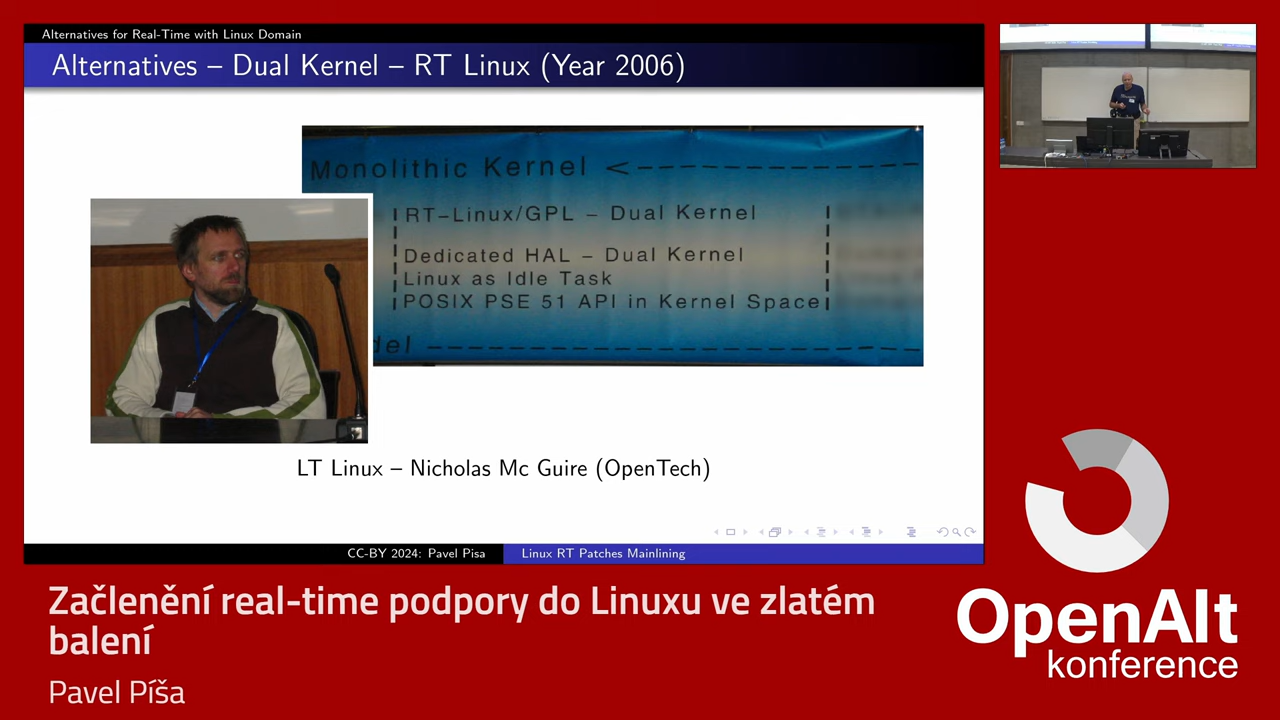 Alternatives for Real-Time with Linux Domain
Alternatives – Dual Kernel – RT Linux (Year 2006)
Monolithic Kernel <
RT-Linux/GPL – Dual Kernel
Dedicated HAL – Dual Kernel
Linux as Idle Task
POSIX PSE 51 API in Kernel Space
del
LT Linux – Nicholas Mc Guire (OpenTech)
CC-BY 2024: Pavel Pisa
Linux RT Patches Mainlining
Začlenění real-time podpory do Linuxu ve zlatém
balení
Pavel Píša
OpenAlt
konference